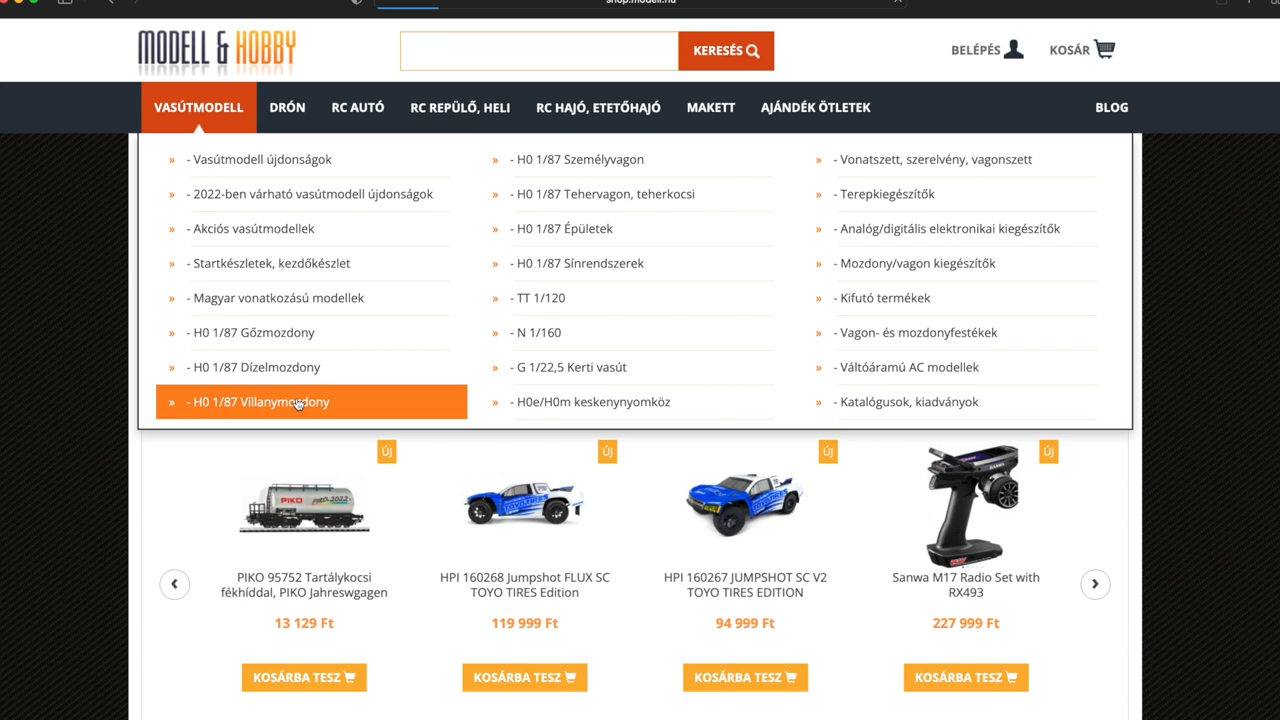 shop.modell.hu
MODELL & HOBBY
KERESÉS
BELÉPÉS
KOSÁR
VASÚTMODELL
DRÓN
RC AUTÓ
RC REPÜLŐ, HELI
RC HAJÓ, ETETŐHAJÓ
MAKETT
AJÁNDÉK ÖTLETEK
BLOG
» - Vasútmodell újdonságok
» - 2022-ben várható vasútmodell újdonságok
» - Akciós vasútmodellek
» - Startkészletek, kezdőkészlet
» - Magyar vonatkozású modellek
» - H0 1/87 Gőzmozdony
» - H0 1/87 Dízelmozdony
» - H0 1/87 Villanymozdony
» - H0 1/87 Személyvagon
» - H0 1/87 Tehervagon, teherkocsi
» - H0 1/87 Épületek
» - H0 1/87 Sínrendszerek
» - TT 1/120
» - N 1/160
» - G 1/22,5 Kerti vasút
» - H0e/H0m keskenynyomköz
» - Vonatszett, szerelvény, vagonszett
» - Terepkiegészítők
» - Analóg/digitális elektronikai kiegészítők
» - Mozdony/vagon kiegészítők
» - Kifutó termékek
» - Vagon- és mozdonyfestékek
» - Váltóáramú AC modellek
» - Katalógusok, kiadványok
ÚJ
PIKO
PIKO 95752 Tartálykocsi
fékhíddal, PIKO Jahreswgagen
13 129 Ft
KOSÁRBA TESZ
ÚJ
HPI 160268 Jumpshot FLUX SC
TOYO TIRES Edition
119 999 Ft
KOSÁRBA TESZ
ÚJ
HPI 160267 JUMPSHOT SC V2
TOYO TIRES EDITION
94 999 Ft
KOSÁRBA TESZ
ÚJ
Sanwa M17 Radio Set with
RX493
227 999 Ft
KOSÁRBA TESZ